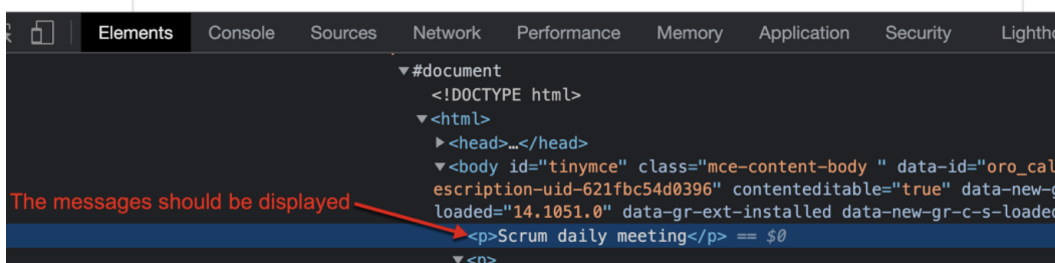 Elements Console Sources Network Performance Memory Application Security Lighth
▼#document
<!DOCTYPE html>
▼<html>
▶<head>…</head>
▼<body id="tinymce" class="mce-content-body " data-id="oro_cal
escription-uid-621fbc54d0396" contenteditable="true" data-new-g
The messages should be displayed
loaded="14.1051.0" data-gr-ext-installed data-new-gr-c-s-loaded
<p>Scrum daily meeting</p> == $0
▼<p>